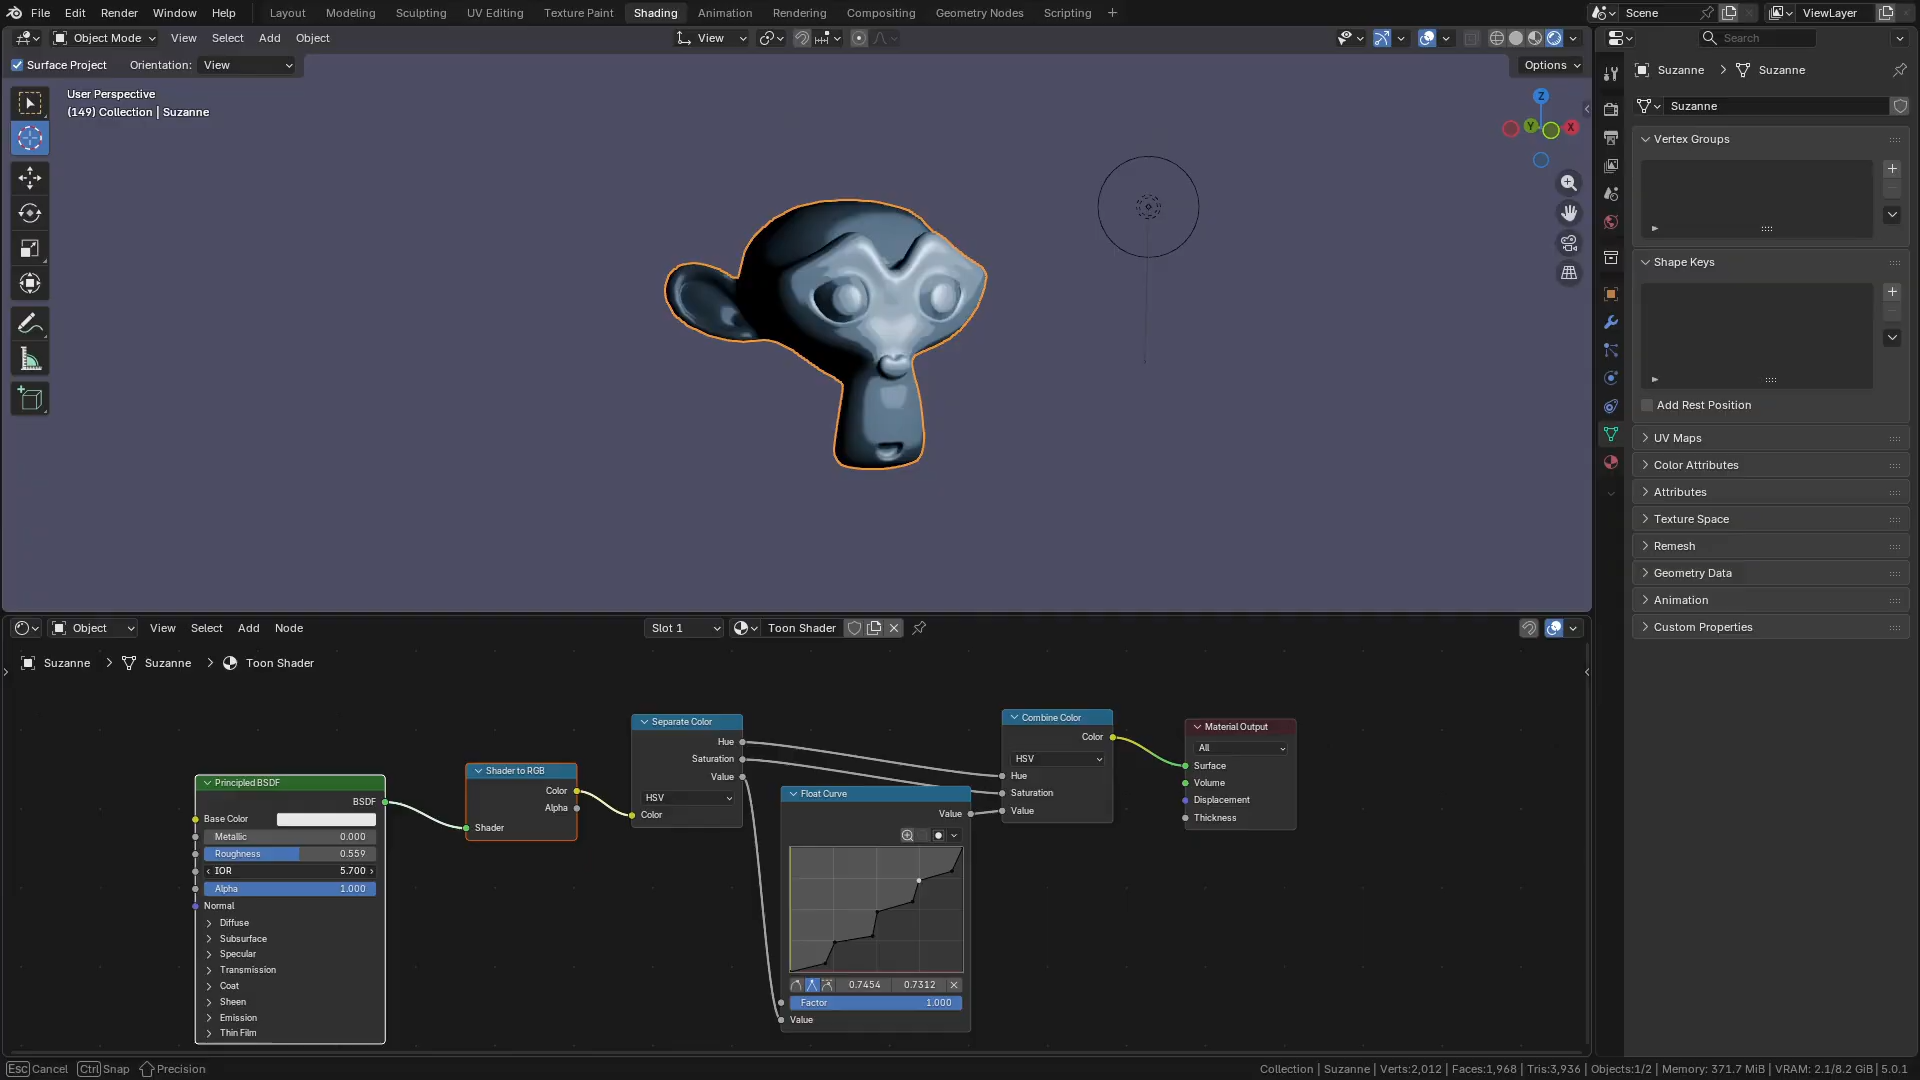 File Edit Render Window Help Layout Modeling Sculpting UV Editing Texture Paint Shading Animation Rendering Compositing Geometry Nodes Scripting + Scene ViewLayer
Object Mode View Select Add Object View Search
Surface Project Orientation: View Options
User Perspective
(149) Collection | Suzanne
Z
Y
X
Suzanne > Suzanne
Suzanne
Vertex Groups
Shape Keys
Add Rest Position
UV Maps
Color Attributes
Attributes
Texture Space
Remesh
Geometry Data
Animation
Custom Properties
Object View Select Add Node Slot 1 Toon Shader
Suzanne > Suzanne > Toon Shader
Principled BSDF
BSDF
Base Color
Metallic 0.000
Roughness 0.559
IOR 5.700
Alpha 1.000
Normal
Diffuse
Subsurface
Specular
Transmission
Coat
Sheen
Emission
Thin Film
Shader to RGB
Color
Alpha
Shader
Separate Color
Hue
Saturation
Value
HSV
Color
Float Curve
Value
0.7454 0.7312
Factor 1.000
Value
Combine Color
Color
HSV
Hue
Saturation
Value
Material Output
All
Surface
Volume
Displacement
Thickness
Esc Cancel Ctrl Snap Precision
Collection | Suzanne | Verts:2,012 | Faces:1,968 | Tris:3,936 | Objects:1/2 | Memory: 371.7 MiB | VRAM: 2.1/8.2 GiB | 5.0.1